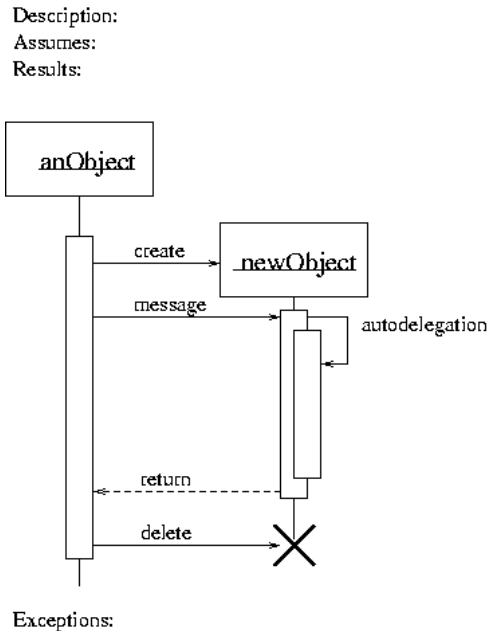 Description:
Assumes:
Results:
anObject
create
newObject
message
autodelegation
return
delete
Exceptions: